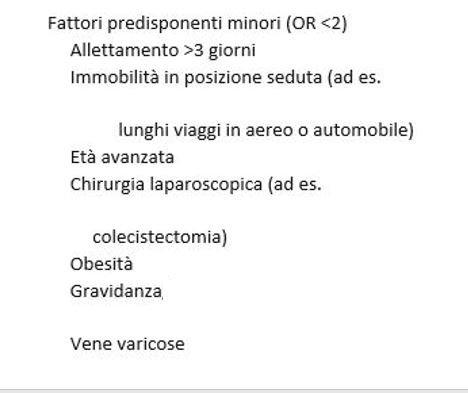 Fattori predisponenti minori (OR <2)
Allettamento >3 giorni
Immobilità in posizione seduta (ad es.
lunghi viaggi in aereo o automobile)
Età avanzata
Chirurgia laparoscopica (ad es.
colecistectomia)
Obesità
Gravidanza
Vene varicose